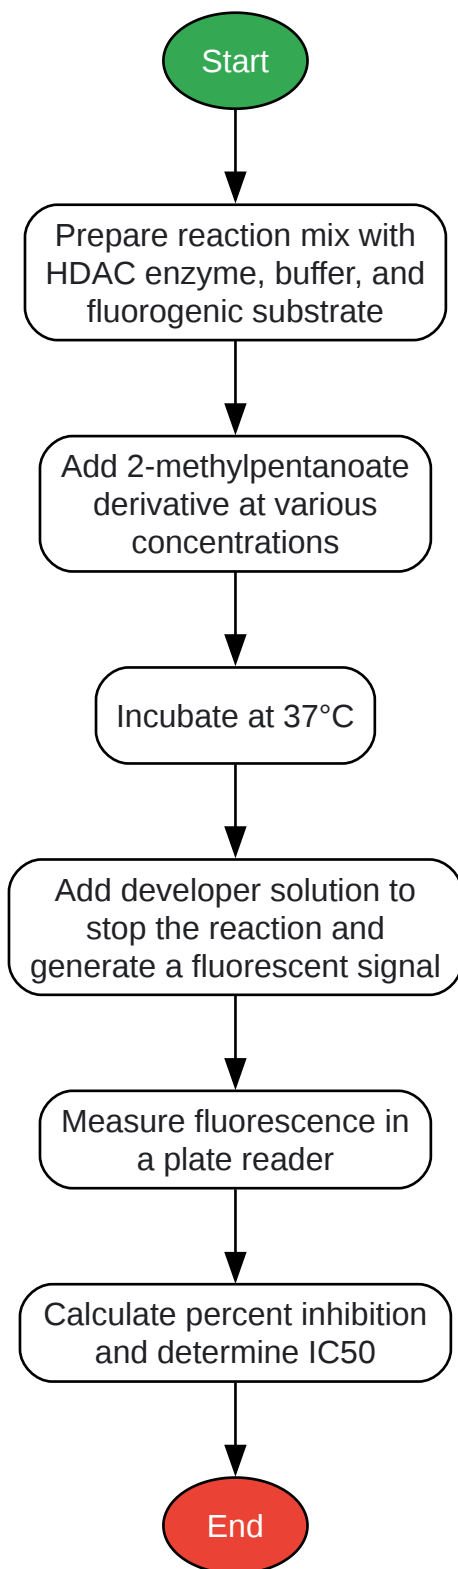 Start
Prepare reaction mix with
HDAC enzyme, buffer, and
fluorogenic substrate
Add 2-methylpentanoate
derivative at various
concentrations
Incubate at 37°C
Add developer solution to
stop the reaction and
generate a fluorescent signal
Measure fluorescence in
a plate reader
Calculate percent inhibition
and determine IC50
End